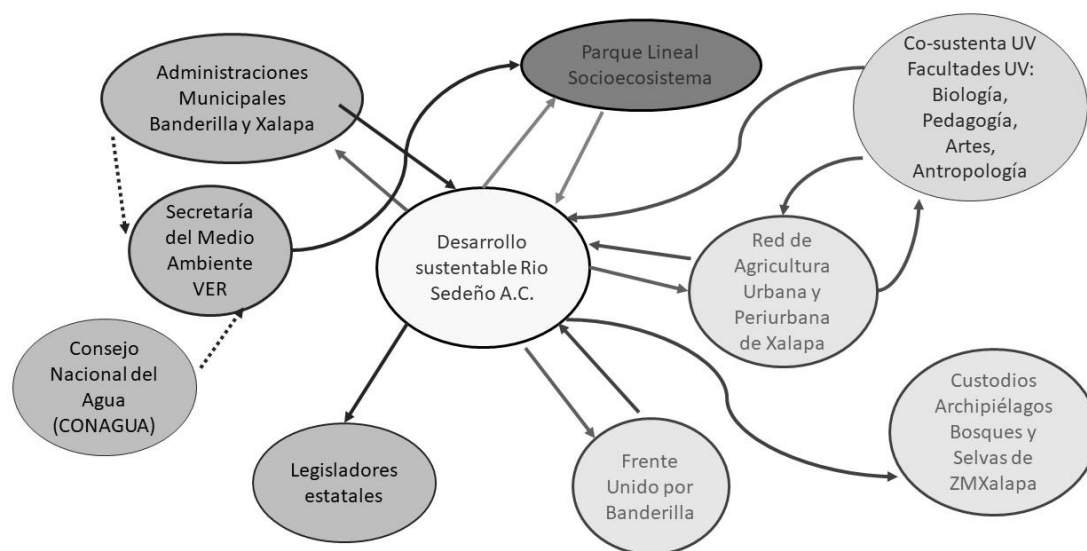 Administraciones
Municipales
Banderilla y Xalapa
Parque Lineal
Socioecosistema
Co-sustenta UV
Facultades UV:
Biología,
Pedagogía,
Artes,
Antropología
Secretaría
del Medio
Ambiente
VER
Desarrollo
sustentable Rio
Sedeño A.C.
Red de
Agricultura
Urbana y
Periurbana
de Xalapa
Consejo
Nacional del
Agua
(CONAGUA)
Legisladores
estatales
Frente
Unido por
Banderilla
Custodios
Archipiélagos
Bosques y
Selvas de
ZMXalapa